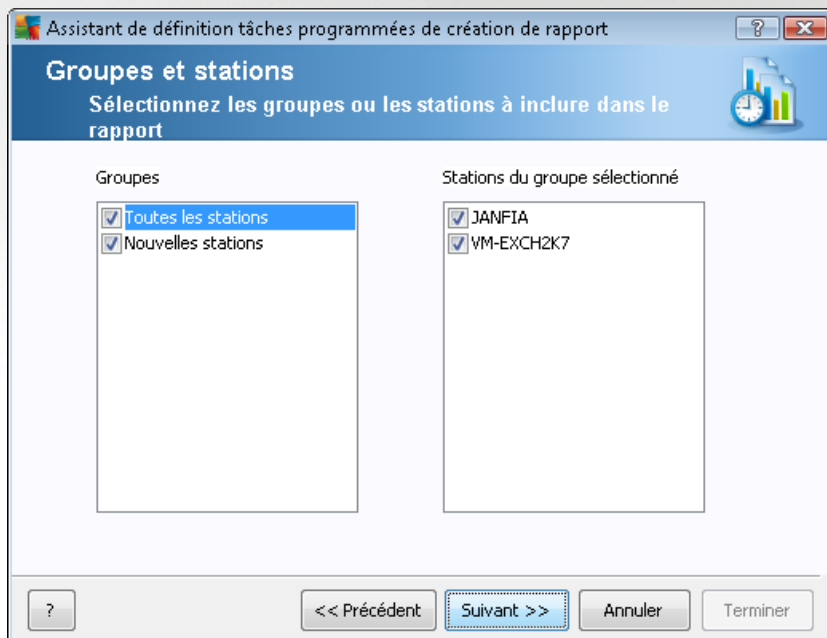 Assistant de définition tâches programmées de création de rapport
?
Groupes et stations
Sélectionnez les groupes ou les stations à inclure dans le
rapport
Groupes
Stations du groupe sélectionné
Toutes les stations
Nouvelles stations
JANFIA
VM-EXCH2K7
?
<< Précédent
Suivant >>
Annuler
Terminer